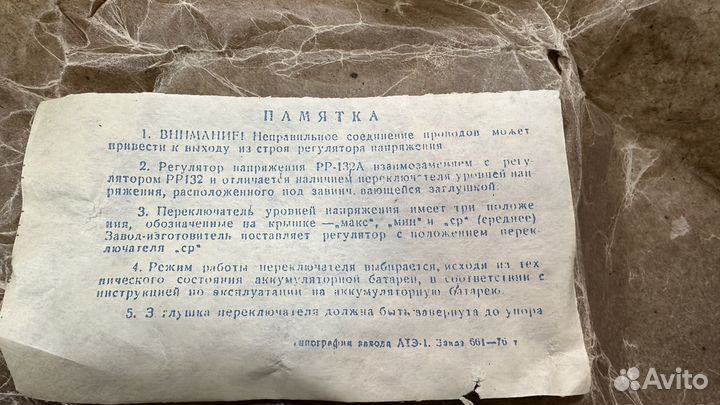 ПАМЯТКА
1. ВНИМАНИЕ! Неправильное соединение проводов может
привести к выходу из строя регулятора напряжения
2. Регулятор напряжения РР-132А взаимозаменяем с регу-
лятором РР132 и отличается наличием переключателя уровней нап
ряжения, расположенного под завинчивающейся заглушкой.
3. Переключатель уровней напряжения имеет три положе
ния, обозначенные на крышке — „макс", „мин" и „ср" (среднее)
Завод-изготовитель поставляет регулятор с положением перек
лючателя „ср"
4. Режим работы переключателя выбирается, исходя из тех
нического состояния аккумуляторной батареи, в соответствии с
инструкцией по эксплуатации на аккумуляторную батарею.
5. Заглушка переключателя должна быть завернута до упора
типография завода АТЭ-1. Заказ 661—76 г
Avito